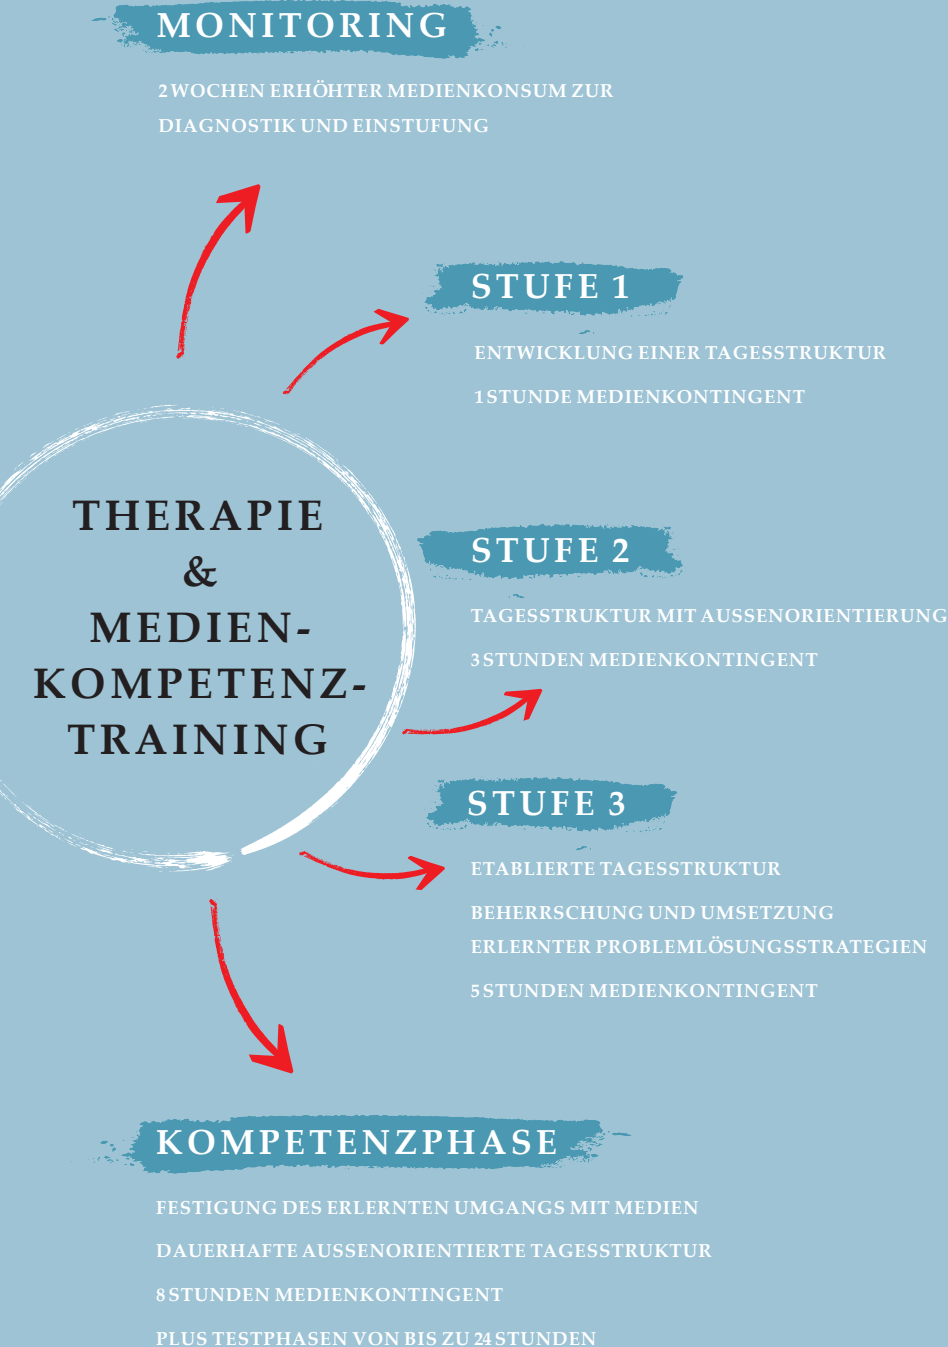 MONITORING
2 WOCHEN ERHÖHTER MEDIENKONSUM ZUR
DIAGNOSTIK UND EINSTUFUNG
STUFE 1
ENTWICKLUNG EINER TAGESSTRUKTUR
1 STUNDE MEDIENKONTINGENT
THERAPIE
&
MEDIEN-
KOMPETENZ-
TRAINING
STUFE 2
TAGESSTRUKTUR MIT AUSSENORIENTIERUNG
3 STUNDEN MEDIENKONTINGENT
STUFE 3
ETABLIERTE TAGESSTRUKTUR
BEHERRSCHUNG UND UMSETZUNG
ERLERNTER PROBLEMLÖSUNGSSTRATEGIEN
5 STUNDEN MEDIENKONTINGENT
KOMPETENZPHASE
FESTIGUNG DES ERLERNTEN UMGANGS MIT MEDIEN
DAUERHAFTE AUSSENORIENTIERTE TAGESSTRUKTUR
8 STUNDEN MEDIENKONTINGENT
PLUS TESTPHASEN VON BIS ZU 24 STUNDEN